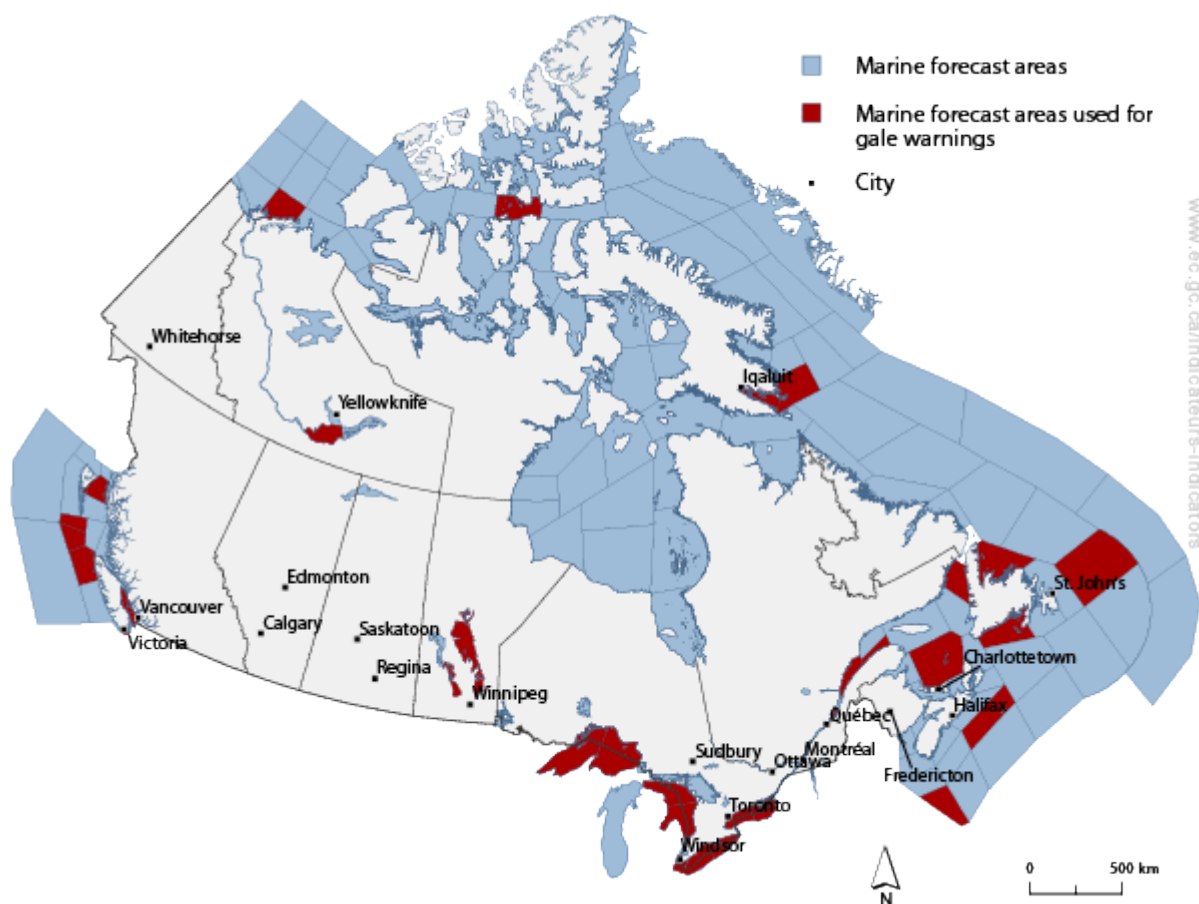 Marine forecast areas
Marine forecast areas used for
gale warnings
City
www.ec.gc.ca/indicateurs-indicators
Whitehorse
Iqaluit
Yellowknife
Edmonton
St. John's
Vancouver
Calgary
Saskatoon
Victoria
Charlottetown
Regina
Winnipeg
Halifax
Québec
Sudbury
Montréal
Ottawa
Fredericton
Toronto
Windsor
0
500 km
N